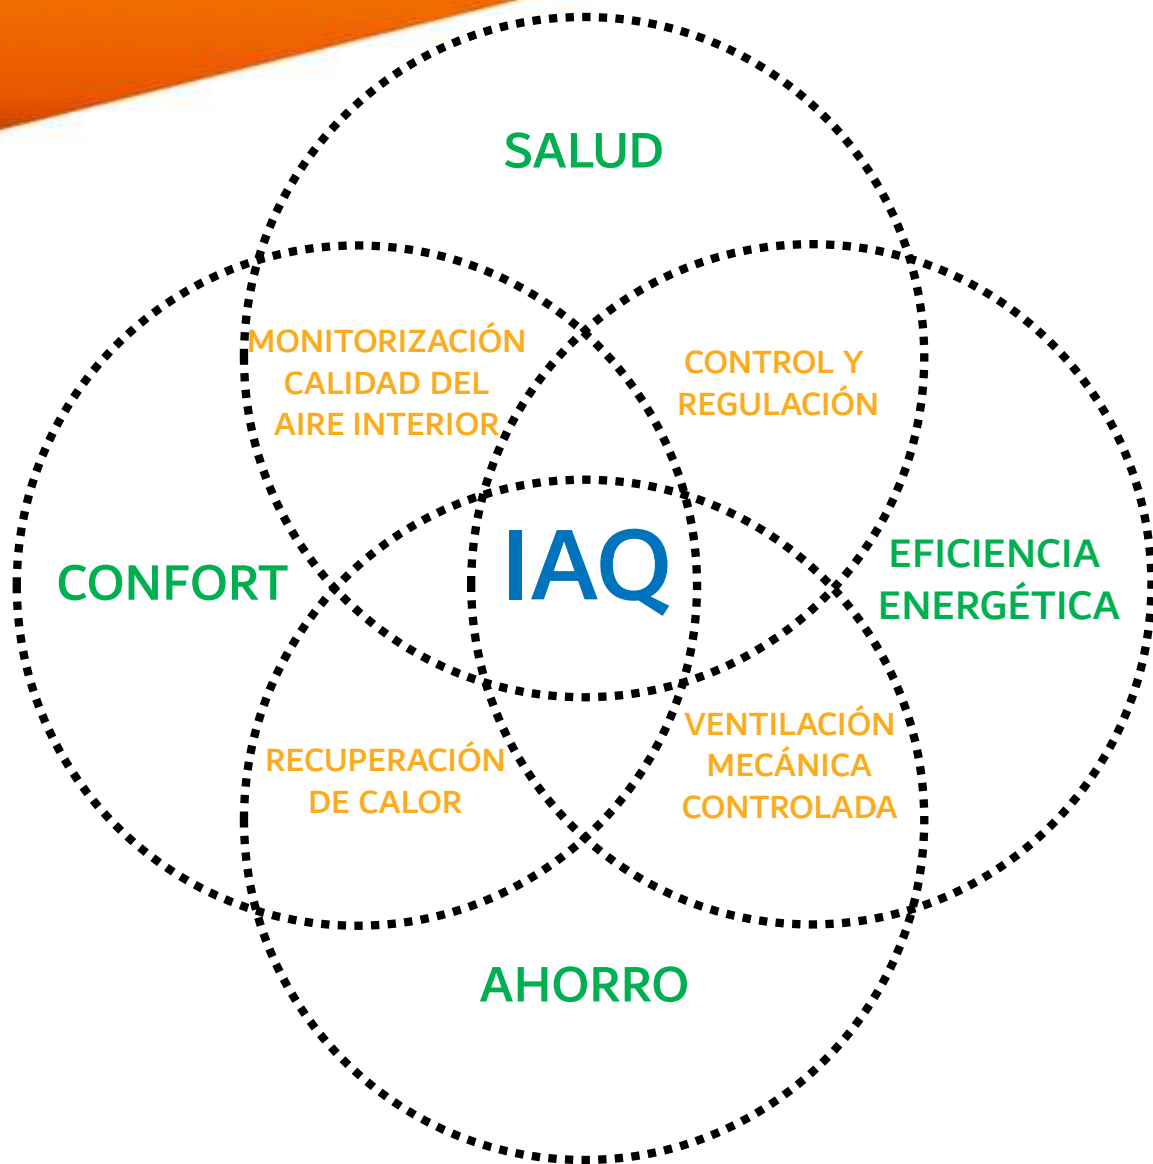 SALUD
MONITORIZACIÓN
CALIDAD DEL
AIRE INTERIOR
CONTROL Y
REGULACIÓN
CONFORT
IAQ
EFICIENCIA
ENERGÉTICA
RECUPERACIÓN
DE CALOR
VENTILACIÓN
MECÁNICA
CONTROLADA
AHORRO